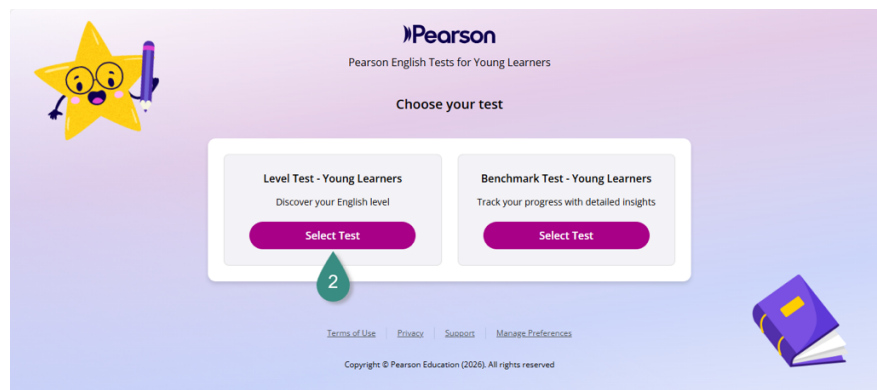 Pearson
Pearson English Tests for Young Learners
Choose your test
Level Test - Young Learners
Discover your English level
Select Test
Benchmark Test - Young Learners
Track your progress with detailed insights
Select Test
2
Terms of Use | Privacy | Support | Manage Preferences
Copyright © Pearson Education (2026). All rights reserved